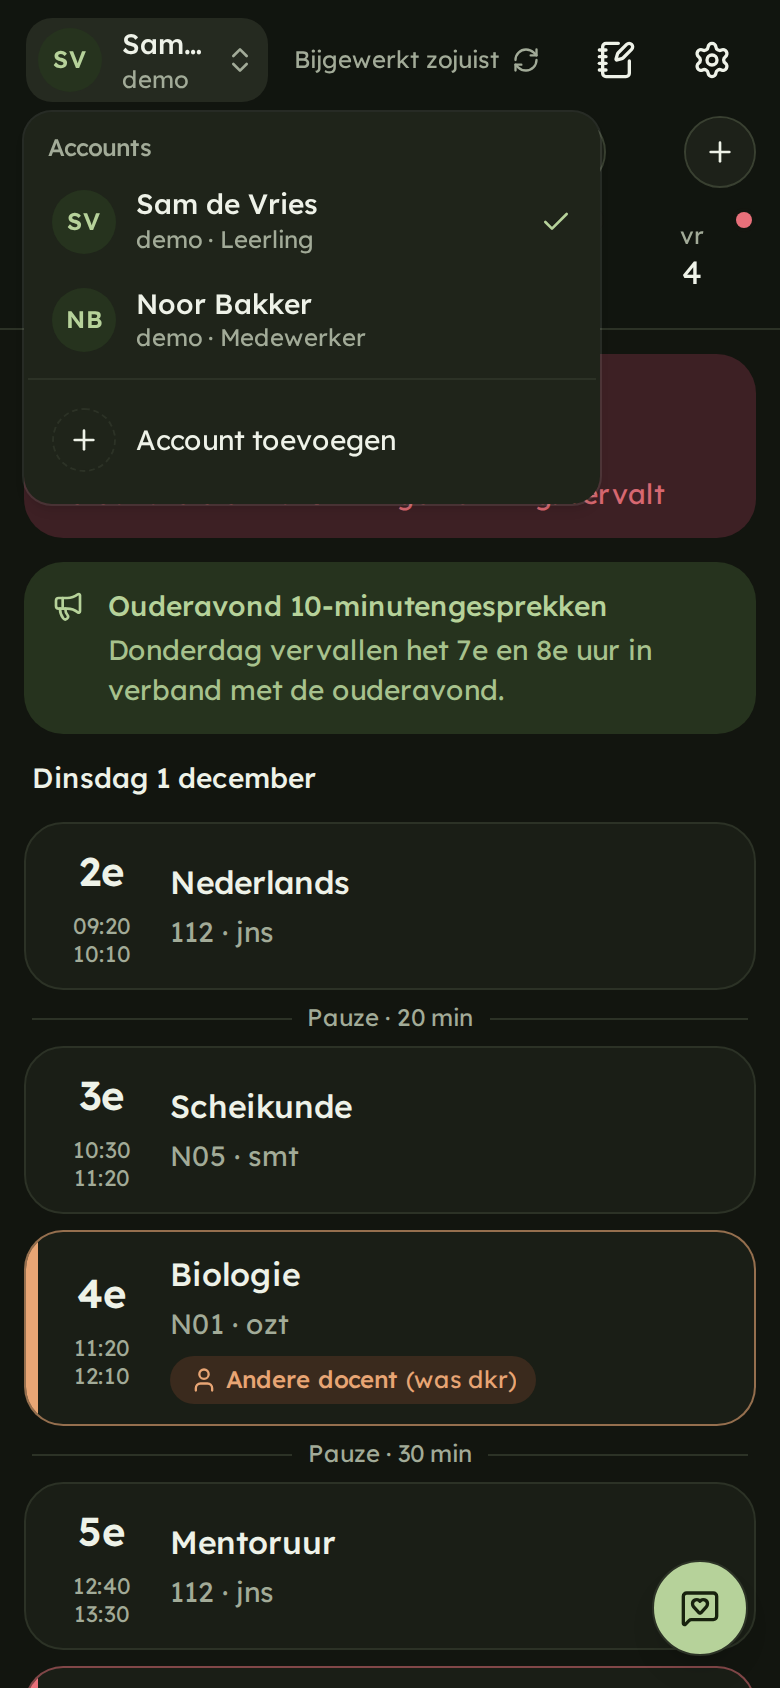 SV
Sam...
demo
Bijgewerkt zojuist
Accounts
SV
Sam de Vries
demo · Leerling
NB
Noor Bakker
demo · Medewerker
Account toevoegen
vr
4
ervalt
Ouderavond 10-minutengesprekken
Donderdag vervallen het 7e en 8e uur in
verband met de ouderavond.
Dinsdag 1 december
2e
09:20
10:10
Nederlands
112 · jns
Pauze · 20 min
3e
10:30
11:20
Scheikunde
N05 · smt
4e
11:20
12:10
Biologie
N01 · ozt
Andere docent (was dkr)
Pauze · 30 min
5e
12:40
13:30
Mentoruur
112 · jns